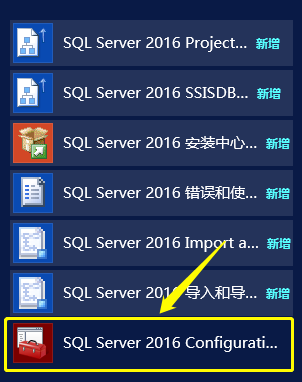 SQL Server 2016 Project... 新增
SQL Server 2016 SSISDB... 新增
SQL Server 2016 安装中心... 新增
SQL Server 2016 错误和使... 新增
SQL Server 2016 Import a... 新增
SQL Server 2016 导入和导... 新增
SQL Server 2016 Configurati...